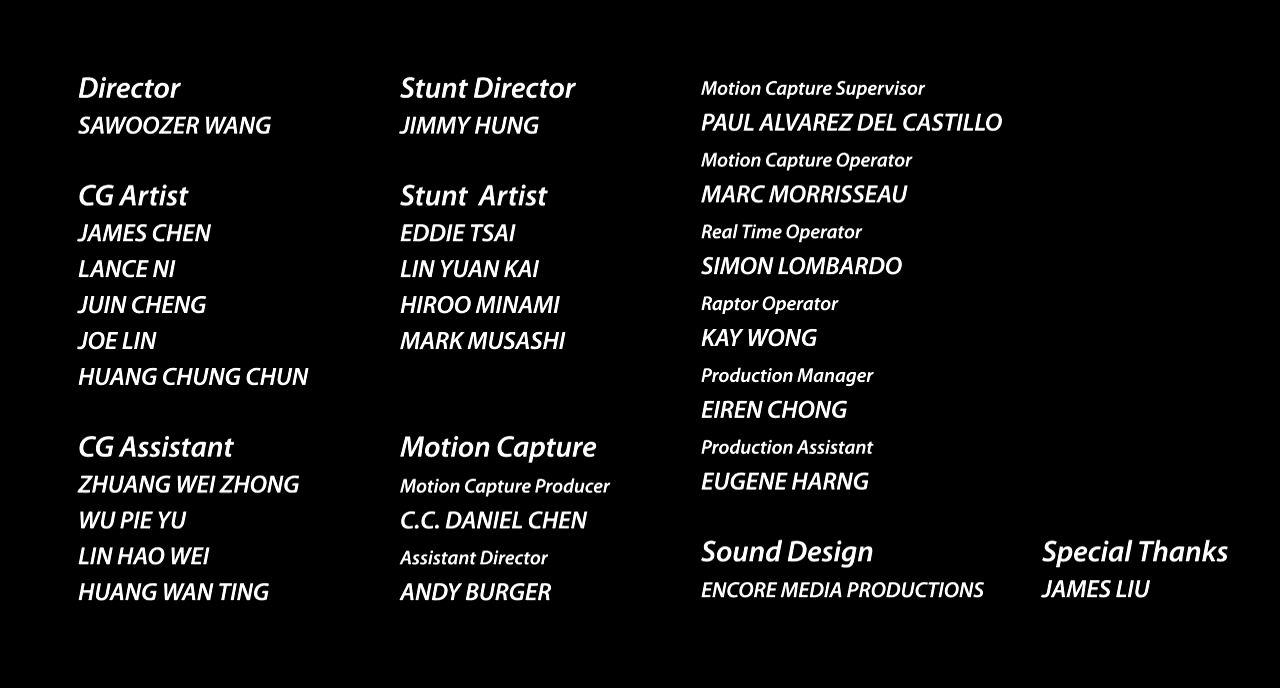 Director
SAWOOZER WANG
CG Artist
JAMES CHEN
LANCE NI
JUIN CHENG
JOE LIN
HUANG CHUNG CHUN
CG Assistant
ZHUANG WEI ZHONG
WU PIE YU
LIN HAO WEI
HUANG WAN TING
Stunt Director
JIMMY HUNG
Stunt Artist
EDDIE TSAI
LIN YUAN KAI
HIROO MINAMI
MARK MUSASHI
Motion Capture
Motion Capture Producer
C.C. DANIEL CHEN
Assistant Director
ANDY BURGER
Motion Capture Supervisor
PAUL ALVAREZ DEL CASTILLO
Motion Capture Operator
MARC MORRISSEAU
Real Time Operator
SIMON LOMBARDO
Raptor Operator
KAY WONG
Production Manager
EIREN CHONG
Production Assistant
EUGENE HARNG
Sound Design
ENCORE MEDIA PRODUCTIONS
Special Thanks
JAMES LIU